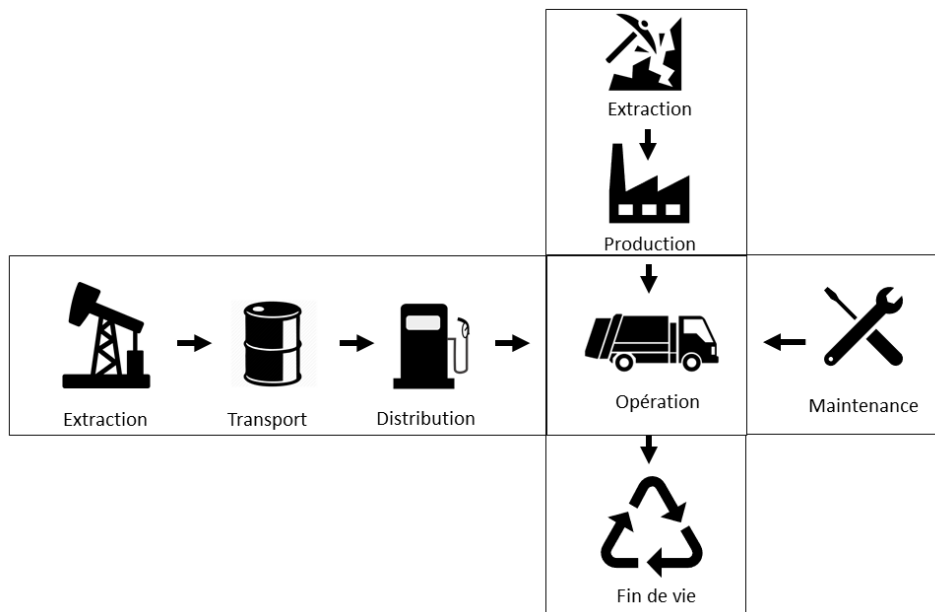 Extraction
Production
Extraction
Transport
Distribution
Opération
Maintenance
Fin de vie